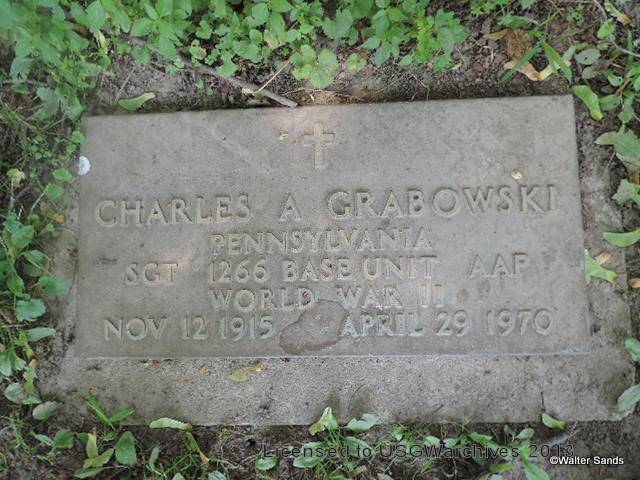 CHARLES A GRABOWSKI
PENNSYLVANIA
SGT 1266 BASE UNIT AAF
WORLD WAR II
NOV 12 1915 APRIL 29 1970
Licensed to USGWarchives 2013
©Walter Sands